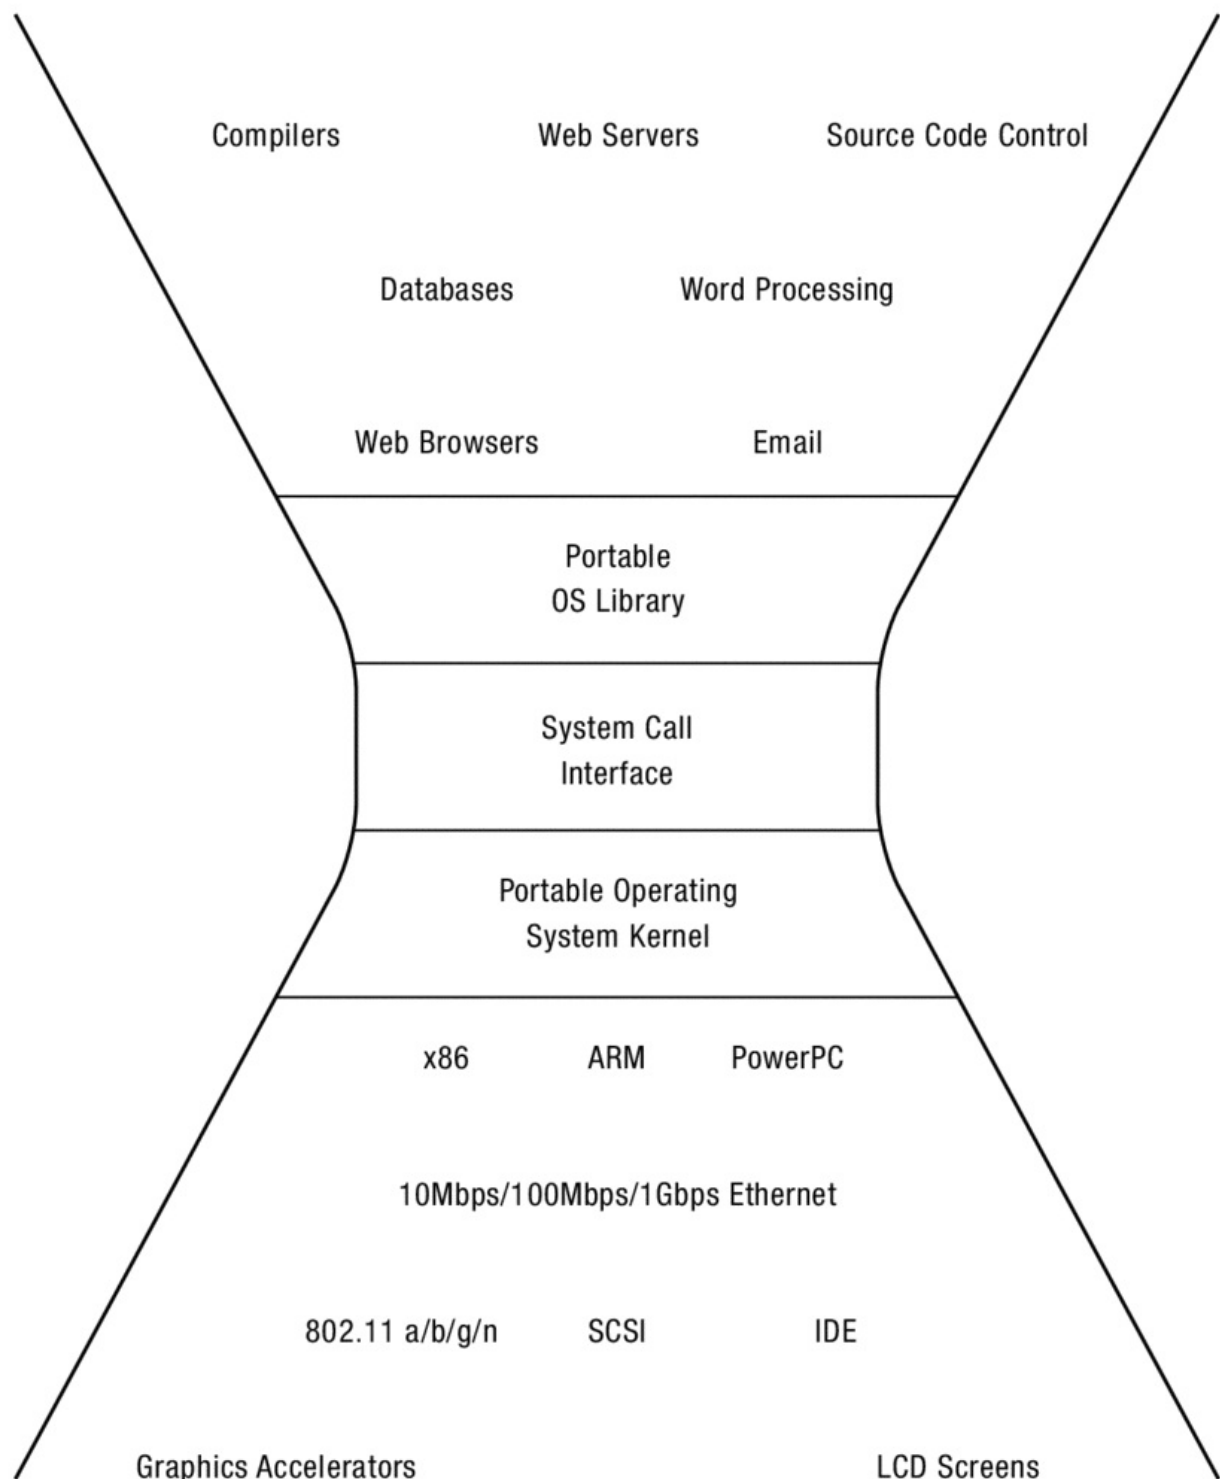 Compilers Web Servers Source Code Control
Databases Word Processing
Web Browsers Email
Portable
OS Library
System Call
Interface
Portable Operating
System Kernel
x86 ARM PowerPC
10Mbps/100Mbps/1Gbps Ethernet
802.11 a/b/g/n SCSI IDE
Graphics Accelerators LCD Screens